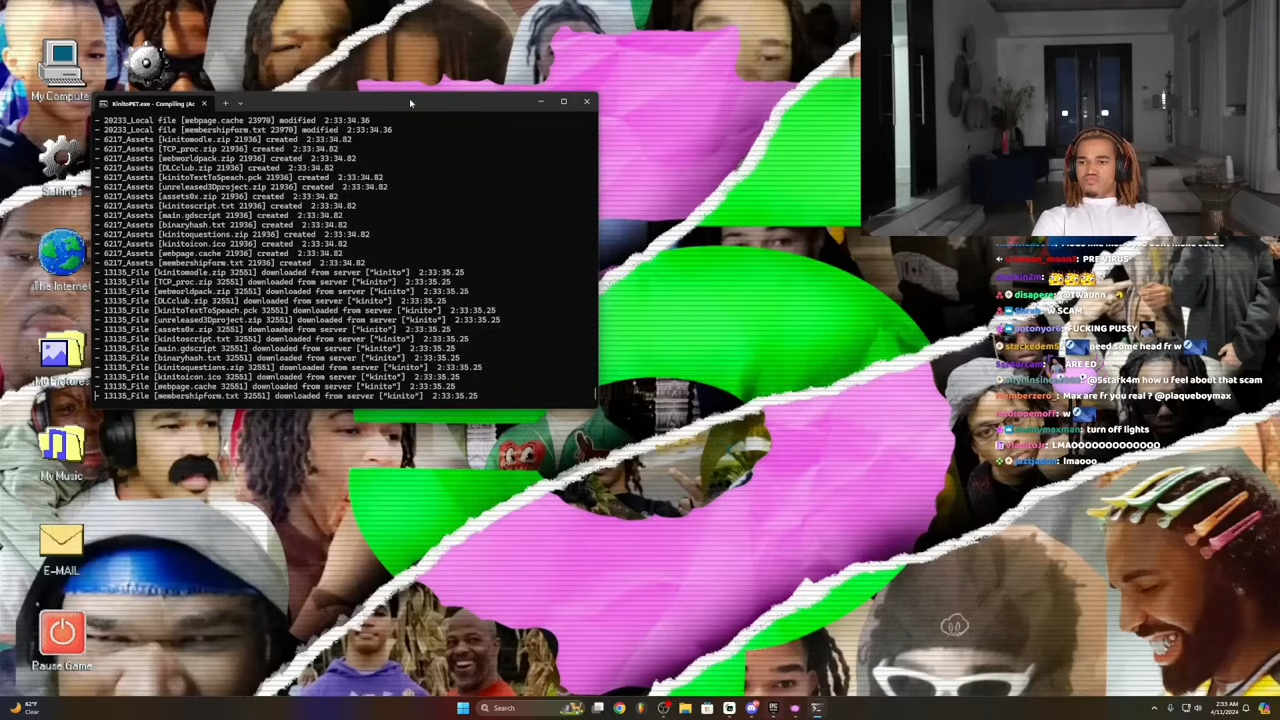 My Computer
Settings
The Internet
My Pictures
My Music
E-MAIL
Pause Game
KinitoPET.exe - Compiling (Ac
- 20233_Local file [webpage.cache 23970] modified 2:33:34.36
- 20233_Local file [membershipform.txt 23970] modified 2:33:34.36
- 6217_Assets [kinitomodle.zip 21936] created 2:33:34.82
- 6217_Assets [TCP_proc.zip 21936] created 2:33:34.82
- 6217_Assets [webworldpack.zip 21936] created 2:33:34.82
- 6217_Assets [DLCclub.zip 21936] created 2:33:34.82
- 6217_Assets [kinitoTextToSpeach.pck 21936] created 2:33:34.82
- 6217_Assets [unreleased3Dproject.zip 21936] created 2:33:34.82
- 6217_Assets [assets0x.zip 21936] created 2:33:34.82
- 6217_Assets [kinitoscript.txt 21936] created 2:33:34.82
- 6217_Assets [main.gdscript 21936] created 2:33:34.82
- 6217_Assets [binaryhash.txt 21936] created 2:33:34.82
- 6217_Assets [kinitoquestions.zip 21936] created 2:33:34.82
- 6217_Assets [kinitoicon.ico 21936] created 2:33:34.82
- 6217_Assets [webpage.cache 21936] created 2:33:34.82
- 6217_Assets [membershipform.txt 21936] created 2:33:34.82
- 13135_File [kinitomodle.zip 32551] downloaded from server ["kinito"] 2:33:35.25
- 13135_File [TCP_proc.zip 32551] downloaded from server ["kinito"] 2:33:35.25
- 13135_File [webworldpack.zip 32551] downloaded from server ["kinito"] 2:33:35.25
- 13135_File [DLCclub.zip 32551] downloaded from server ["kinito"] 2:33:35.25
- 13135_File [kinitoTextToSpeach.pck 32551] downloaded from server ["kinito"] 2:33:35.25
- 13135_File [unreleased3Dproject.zip 32551] downloaded from server ["kinito"] 2:33:35.25
- 13135_File [assets0x.zip 32551] downloaded from server ["kinito"] 2:33:35.25
- 13135_File [kinitoscript.txt 32551] downloaded from server ["kinito"] 2:33:35.25
- 13135_File [main.gdscript 32551] downloaded from server ["kinito"] 2:33:35.25
- 13135_File [binaryhash.txt 32551] downloaded from server ["kinito"] 2:33:35.25
- 13135_File [kinitoquestions.zip 32551] downloaded from server ["kinito"] 2:33:35.25
- 13135_File [kinitoicon.ico 32551] downloaded from server ["kinito"] 2:33:35.25
- 13135_File [webpage.cache 32551] downloaded from server ["kinito"] 2:33:35.25
- 13135_File [membershipform.txt 32551] downloaded from server ["kinito"] 2:33:35.25
: PRE VIRUS
disapere: @Twaunn
: W SCAM
antonyor6: FUCKING PUSSY
stackedem5: need some head fr w
: ARE ED
: @5stark4m how u feel about that scam
bemberzero_: Max are fr you real ? @plaqueboymax
: w
: turn off lights
: LMAOOOOOOOOOOOO
: lmaooo
62°F
Clear
Search
2:33 AM
4/11/2024